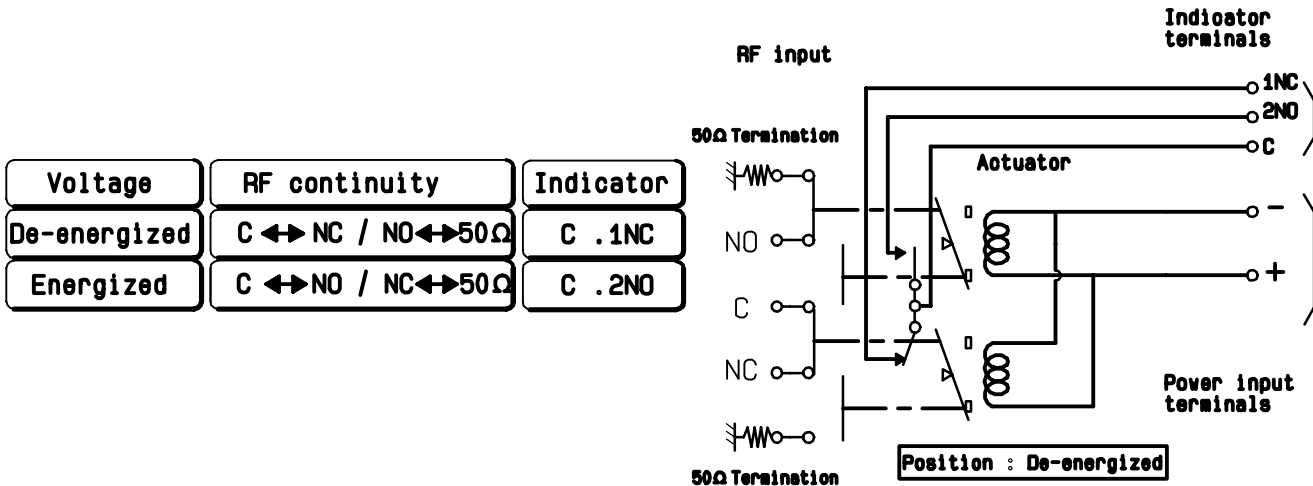 Voltage RF continuity Indicator
De-energized C ◄► NC / NO◄►50Ω C .1NC
Energized C ◄►NO / NC◄►50Ω C .2NO
RF input
Indicator
terminals
1NC
2NO
C
50Ω Termination
Actuator
NO
C
NC
50Ω Termination
-
+
Power input
terminals
Position : De-energized